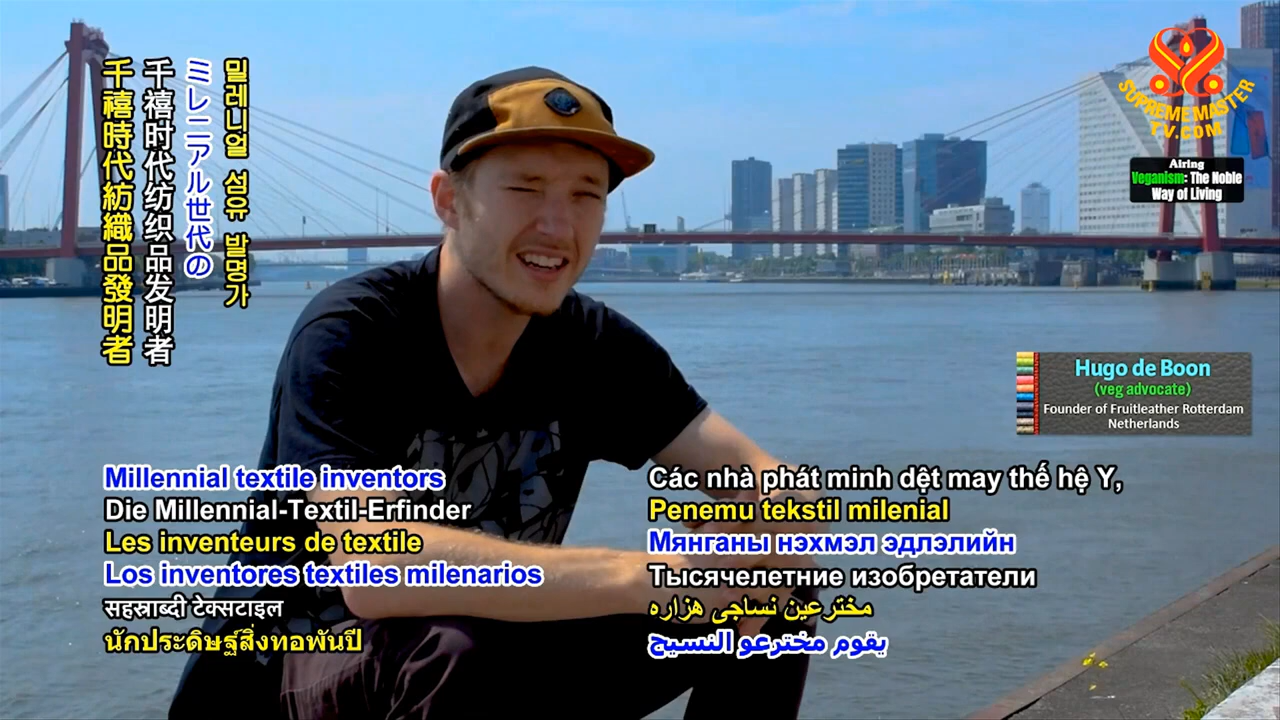 千禧時代紡織品發明者
千禧时代纺织品发明者
ミレニアル世代の
밀레니얼 섬유 발명가
SUPREME MASTER
TV.COM
Airing
Veganism: The Noble
Way of Living
Hugo de Boon
(veg advocate)
Founder of Fruitleather Rotterdam
Netherlands
Millennial textile inventors
Die Millennial-Textil-Erfinder
Les inventeurs de textile
Los inventores textiles milenarios
सहस्राब्दी टेक्सटाइल
นักประดิษฐ์สิ่งทอพันปี
Các nhà phát minh dệt may thế hệ Y,
Penemu tekstil milenial
Мянганы нэхмэл эдлэлийн
Тысячелетние изобретатели
مخترعین نساجی هزاره
يقوم مخترعو النسيج